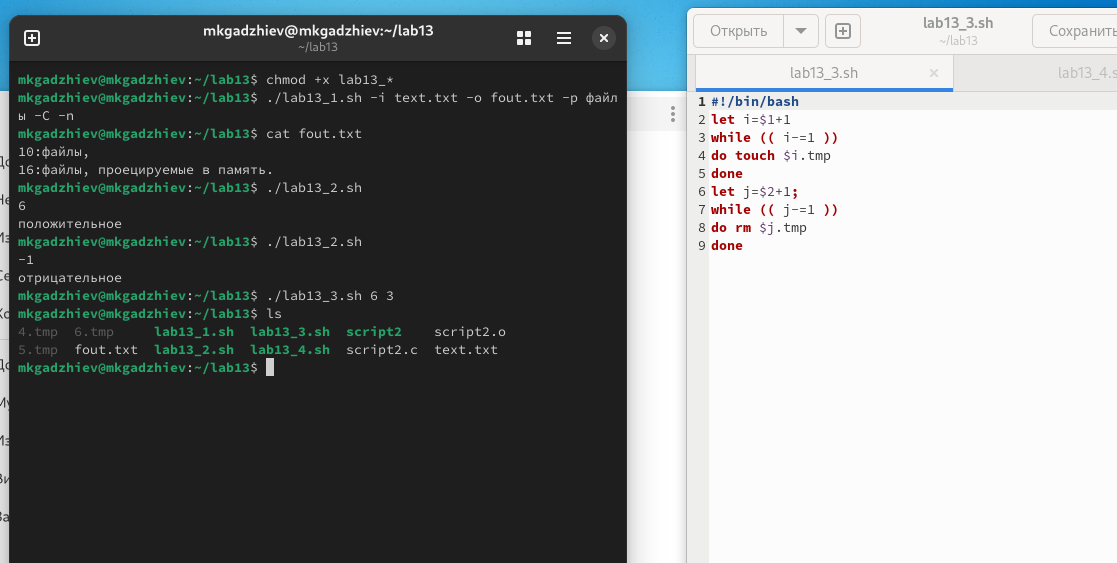 mkgadzhiev@mkgadzhiev:~/lab13
~/lab13
mkgadzhiev@mkgadzhiev:~/lab13$ chmod +x lab13_*
mkgadzhiev@mkgadzhiev:~/lab13$ ./lab13_1.sh -i text.txt -o fout.txt -p файл
ы -C -n
mkgadzhiev@mkgadzhiev:~/lab13$ cat fout.txt
10:файлы,
16:файлы, проецируемые в память.
mkgadzhiev@mkgadzhiev:~/lab13$ ./lab13_2.sh
6
положительное
mkgadzhiev@mkgadzhiev:~/lab13$ ./lab13_2.sh
-1
отрицательное
mkgadzhiev@mkgadzhiev:~/lab13$ ./lab13_3.sh 6 3
mkgadzhiev@mkgadzhiev:~/lab13$ ls
4.tmp 6.tmp lab13_1.sh lab13_3.sh script2 script2.o
5.tmp fout.txt lab13_2.sh lab13_4.sh script2.c text.txt
mkgadzhiev@mkgadzhiev:~/lab13$
Открыть
lab13_3.sh
~/lab13
Сохранить
lab13_3.sh
lab13_4.s
1 #!/bin/bash
2 let i=$1+1
3 while (( i-=1 ))
4 do touch $i.tmp
5 done
6 let j=$2+1;
7 while (( j-=1 ))
8 do rm $j.tmp
9 done